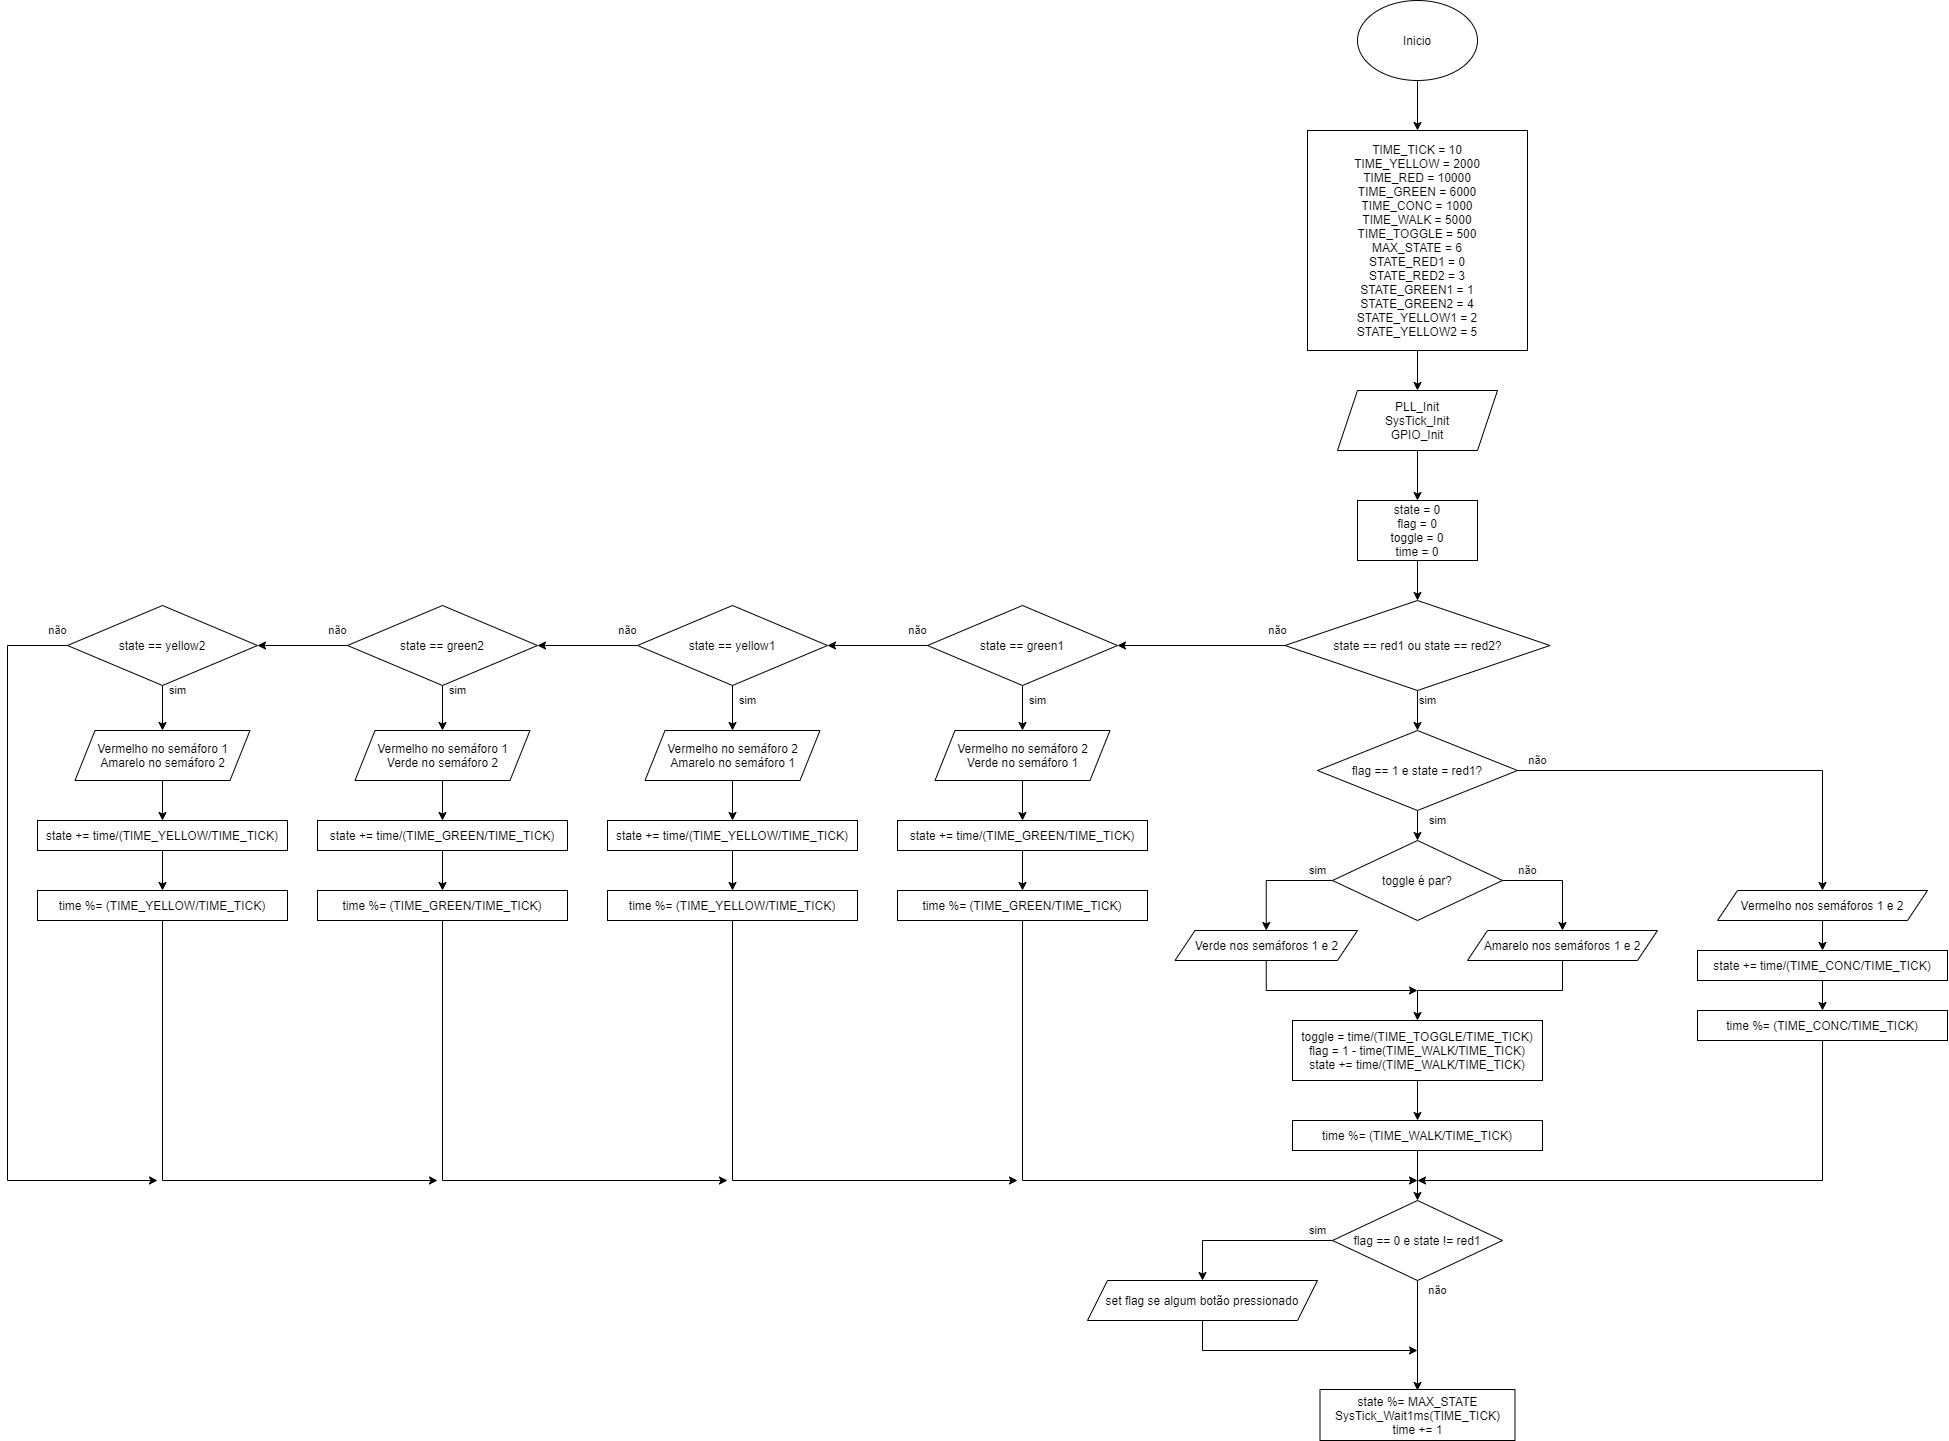 Inicio
TIME_TICK = 10
TIME_YELLOW = 2000
TIME_RED = 10000
TIME_GREEN = 6000
TIME_CONC = 1000
TIME_WALK = 5000
TIME_TOGGLE = 500
MAX_STATE = 6
STATE_RED1 = 0
STATE_RED2 = 3
STATE_GREEN1 = 1
STATE_GREEN2 = 4
STATE_YELLOW1 = 2
STATE_YELLOW2 = 5
PLL_Init
SysTick_Init
GPIO_Init
state = 0
flag = 0
toggle = 0
time = 0
state == red1 ou state == red2?
não
sim
state == green1
não
sim
Vermelho no semáforo 2
Verde no semáforo 1
state += time/(TIME_GREEN/TIME_TICK)
time %= (TIME_GREEN/TIME_TICK)
state == yellow1
não
sim
Vermelho no semáforo 2
Amarelo no semáforo 1
state += time/(TIME_YELLOW/TIME_TICK)
time %= (TIME_YELLOW/TIME_TICK)
state == green2
não
sim
Vermelho no semáforo 1
Verde no semáforo 2
state += time/(TIME_GREEN/TIME_TICK)
time %= (TIME_GREEN/TIME_TICK)
state == yellow2
não
sim
Vermelho no semáforo 1
Amarelo no semáforo 2
state += time/(TIME_YELLOW/TIME_TICK)
time %= (TIME_YELLOW/TIME_TICK)
flag == 1 e state = red1?
não
sim
toggle é par?
sim
não
Verde nos semáforos 1 e 2
Amarelo nos semáforos 1 e 2
toggle = time/(TIME_TOGGLE/TIME_TICK)
flag = 1 - time(TIME_WALK/TIME_TICK)
state += time/(TIME_WALK/TIME_TICK)
time %= (TIME_WALK/TIME_TICK)
Vermelho nos semáforos 1 e 2
state += time/(TIME_CONC/TIME_TICK)
time %= (TIME_CONC/TIME_TICK)
flag == 0 e state != red1
sim
não
set flag se algum botão pressionado
state %= MAX_STATE
SysTick_Wait1ms(TIME_TICK)
time += 1